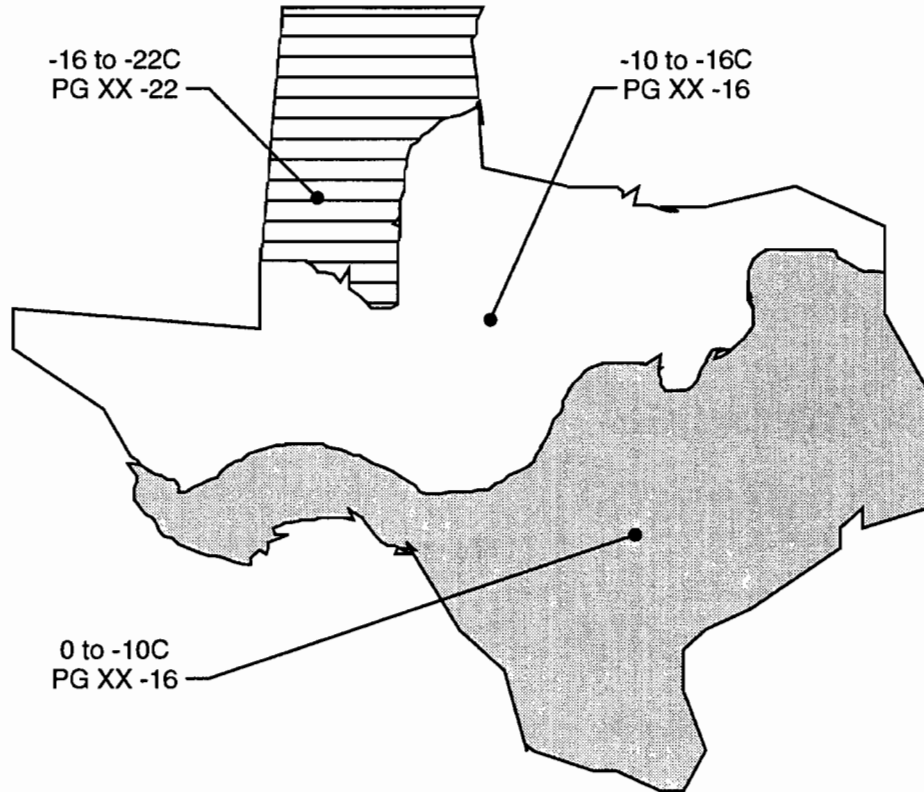 -16 to -22C
PG XX -22
-10 to -16C
PG XX -16
0 to -10C
PG XX -16